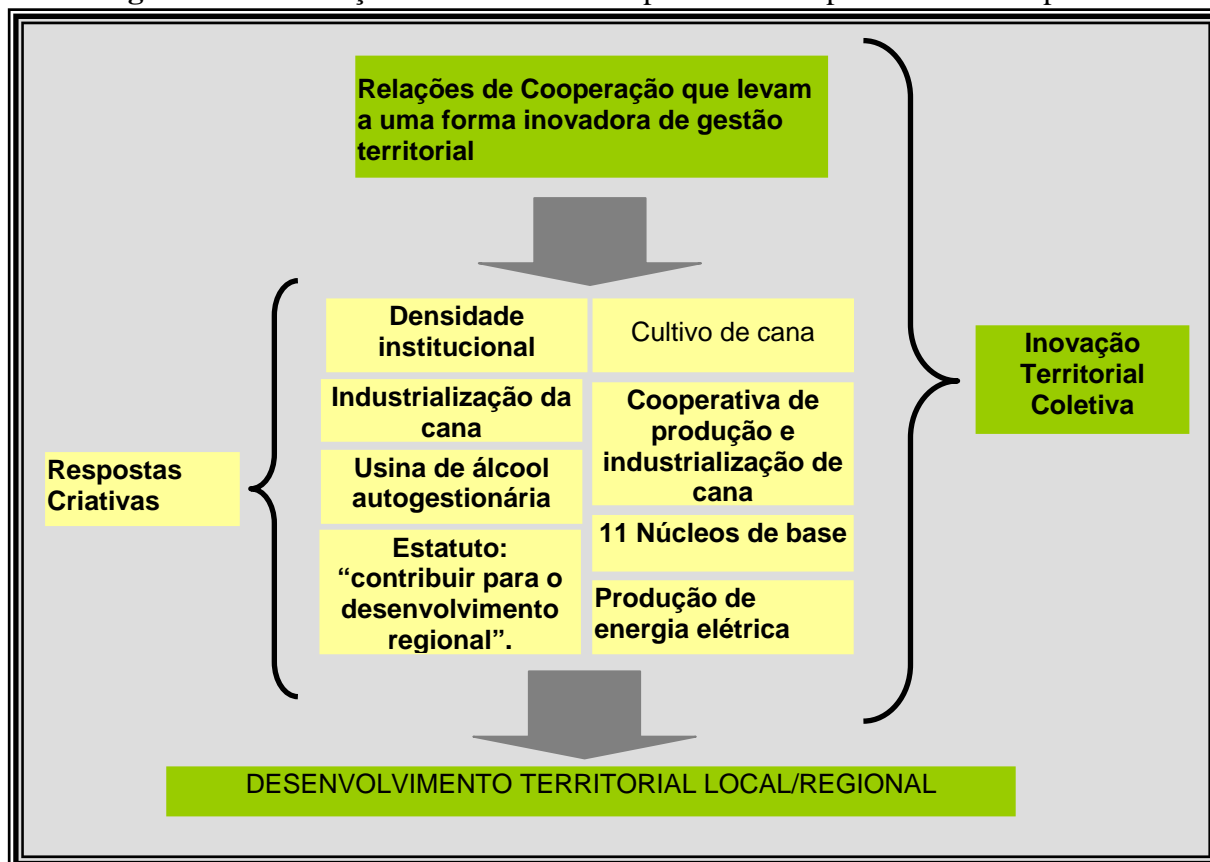 Relações de Cooperação que levam
a uma forma inovadora de gestão
territorial
Densidade
institucional
Cultivo de cana
Industrialização da
cana
Cooperativa de
produção e
industrialização de
cana
Usina de álcool
autogestionária
11 Núcleos de base
Estatuto:
“contribuir para o
desenvolvimento
regional”.
Produção de
energia elétrica
Respostas
Criativas
Inovação
Territorial
Coletiva
DESENVOLVIMENTO TERRITORIAL LOCAL/REGIONAL